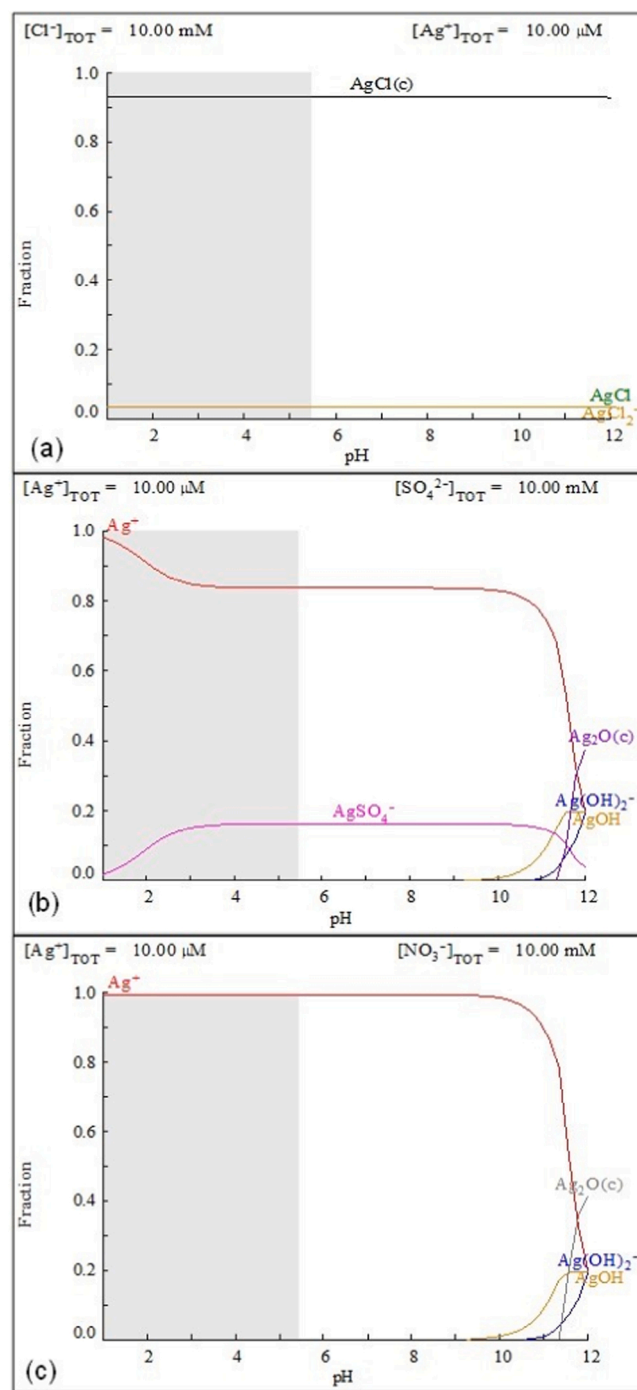 [Cl⁻]TOT = 10.00 mM [Ag⁺]TOT = 10.00 µM
1.0
AgCl(c)
0.8
0.6
Fraction
0.4
0.2
AgCl
0.0
AgCl₂⁻
2 4 6 8 10 12
(a)
pH
[Ag⁺]TOT = 10.00 µM [SO₄²⁻]TOT = 10.00 mM
1.0
Ag⁺
0.8
0.6
Fraction
0.4
Ag₂O(c)
0.2
Ag(OH)₂⁻
AgSO₄⁻
AgOH
0.0
2 4 6 8 10 12
(b)
pH
[Ag⁺]TOT = 10.00 µM [NO₃⁻]TOT = 10.00 mM
1.0
Ag⁺
0.8
0.6
Fraction
0.4
Ag₂O(c)
0.2
Ag(OH)₂⁻
AgOH
0.0
2 4 6 8 10 12
(c)
pH